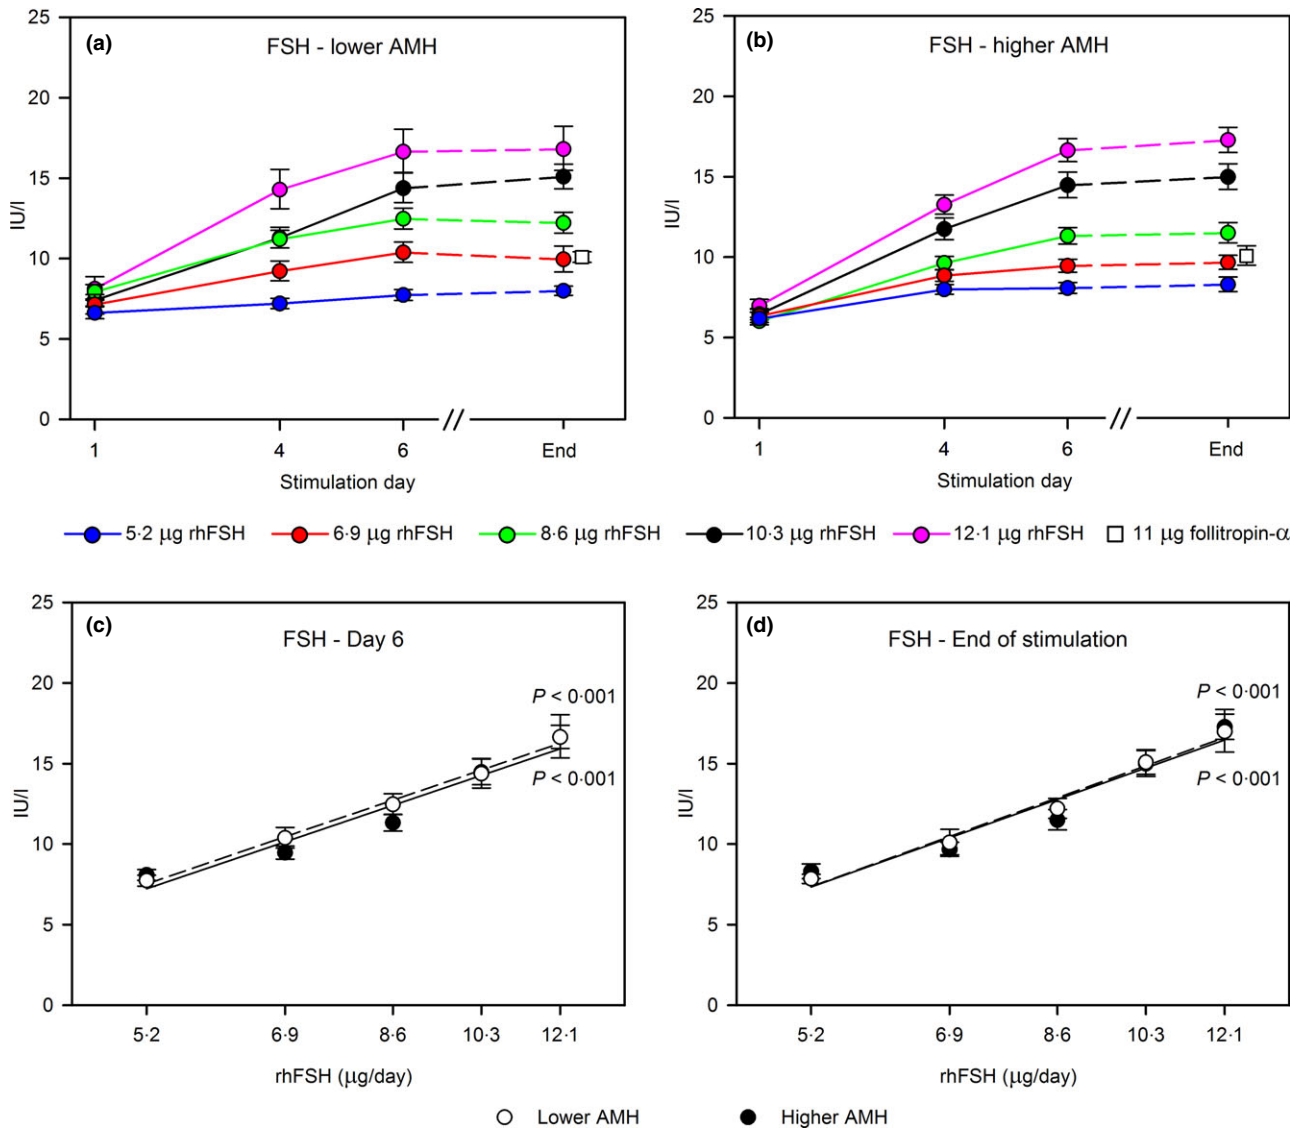 (a) FSH - lower AMH
25
20
15
10
5
0
IU/l
1 4 6 End
Stimulation day
(b) FSH - higher AMH
25
20
15
10
5
0
IU/l
1 4 6 End
Stimulation day
5·2 µg rhFSH 6·9 µg rhFSH 8·6 µg rhFSH 10·3 µg rhFSH 12·1 µg rhFSH 11 µg follitropin-α
(c) FSH - Day 6
25
20
15
10
5
0
IU/l
P < 0·001
P < 0·001
5·2 6·9 8·6 10·3 12·1
rhFSH (µg/day)
(d) FSH - End of stimulation
25
20
15
10
5
0
IU/l
P < 0·001
P < 0·001
5·2 6·9 8·6 10·3 12·1
rhFSH (µg/day)
Lower AMH Higher AMH